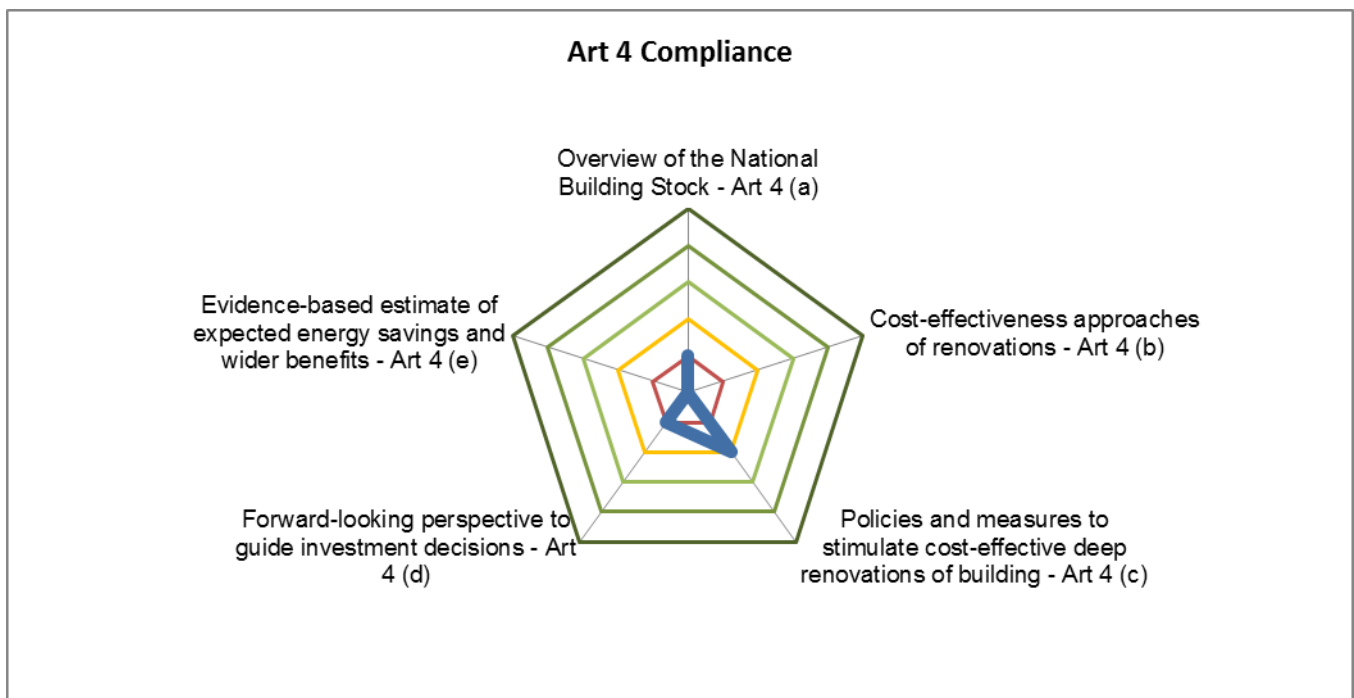 Art 4 Compliance
Overview of the National
Building Stock - Art 4 (a)
Cost-effectiveness approaches
of renovations - Art 4 (b)
Policies and measures to
stimulate cost-effective deep
renovations of building - Art 4 (c)
Forward-looking perspective to
guide investment decisions - Art
4 (d)
Evidence-based estimate of
expected energy savings and
wider benefits - Art 4 (e)